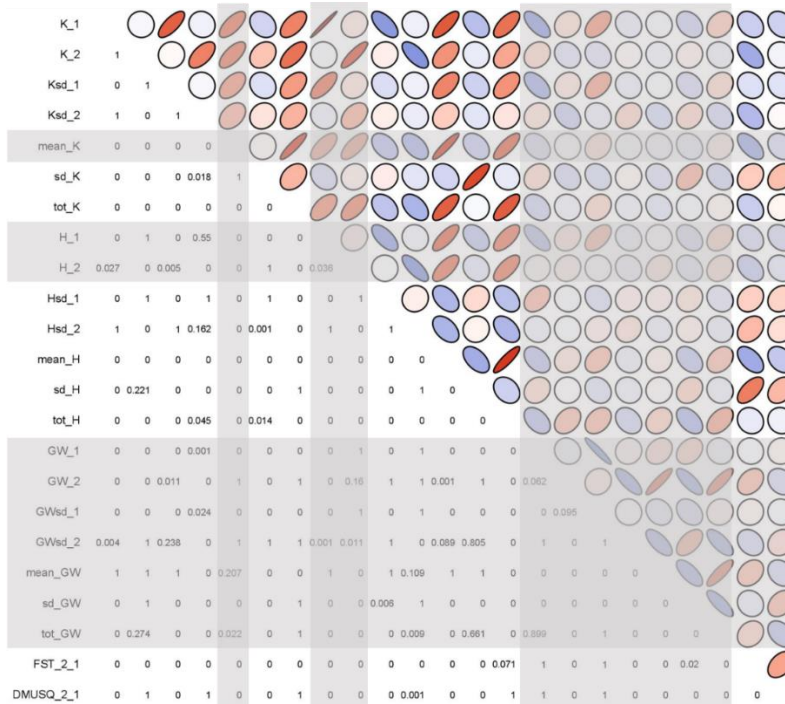 K_1
K_2 1
Ksd_1 0 1
Ksd_2 1 0 1
mean_K 0 0 0 0
sd_K 0 0 0 0.018 1
tot_K 0 0 0 0 0 0
H_1 0 1 0 0.55 0 0 0
H_2 0.027 0 0.005 0 0 1 0 0.036
Hsd_1 0 1 0 1 0 1 0 0 1
Hsd_2 1 0 1 0.162 0 0.001 0 1 0 1
mean_H 0 0 0 0 0 0 0 0 0 0 0
sd_H 0 0.221 0 0 0 0 1 0 0 0 1 0
tot_H 0 0 0 0.045 0 0.014 0 0 0 0 0 0 0
GW_1 0 0 0 0.001 0 0 0 0 1 0 1 0 0 0
GW_2 0 0 0.011 0 1 0 1 0 0.16 1 1 0.001 1 0 0.062
GWsd_1 0 0 0 0.024 0 0 0 0 1 0 1 0 0 0 0 0.095
GWsd_2 0.004 1 0.238 0 1 1 1 0.001 0.011 1 0 0.089 0.805 0 1 0 1
mean_GW 1 1 1 0 0.207 0 0 1 0 1 0.109 1 1 0 0 0 0 0
sd_GW 0 1 0 0 0 0 1 0 0 0.006 1 0 0 0 0 0 0 0 0
tot_GW 0 0.274 0 0 0.022 0 1 0 0 0 0.009 0 0.661 0 0.899 0 1 0 0 0
FST_2_1 0 0 0 0 0 0 0 0 0 0 0 0 0 0.071 1 0 1 0 0 0.02 0
DMUSQ_2_1 0 1 0 1 0 1 0 0 0 0 0.001 0 0 1 1 0 1 0 0 0 0 0